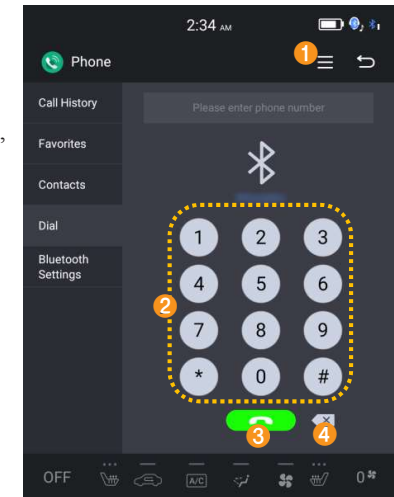 2:34 AM
1
Phone
Call History
Please enter phone number
,
Favorites
Contacts
Dial
Bluetooth
Settings
1 2 3
4 5 6
2
7 8 9
* 0 #
3 4
OFF A/C 0